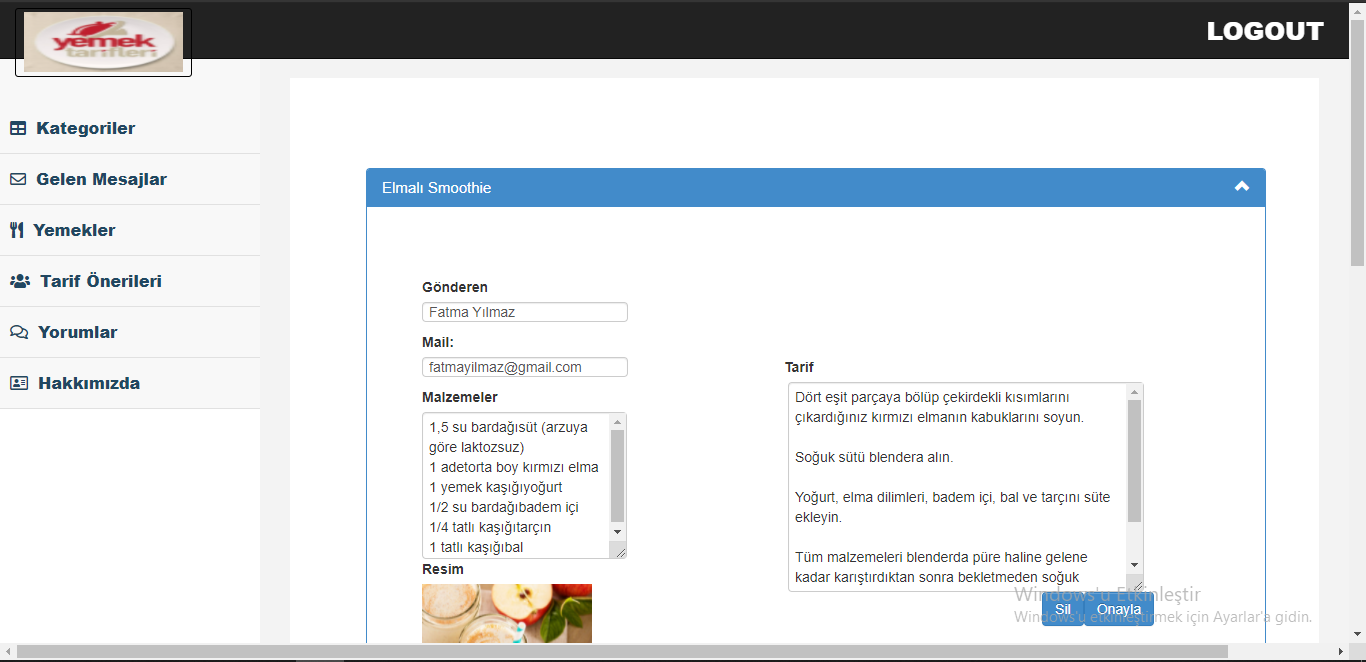 yemek
tarifleri
LOGOUT
Kategoriler
Gelen Mesajlar
Yemekler
Tarif Önerileri
Yorumlar
Hakkımızda
Elmalı Smoothie
Gönderen
Fatma Yılmaz
Mail:
fatmayilmaz@gmail.com
Malzemeler
1,5 su bardağısüt (arzuya
göre laktozsuz)
1 adetorta boy kırmızı elma
1 yemek kaşığıyoğurt
1/2 su bardağıbadem içi
1/4 tatlı kaşığıtarçın
1 tatlı kaşığıbal
Resim
Tarif
Dört eşit parçaya bölüp çekirdekli kısımlarını
çıkardığınız kırmızı elmanın kabuklarını soyun.
Soğuk sütü blendera alın.
Yoğurt, elma dilimleri, badem içi, bal ve tarçını süte
ekleyin.
Tüm malzemeleri blenderda püre haline gelene
kadar karıştırdıktan sonra bekletmeden soğuk
Sil
Onayla
Windows'u Etkinleştir
Windows'u etkinleştirmek için Ayarlar'a gidin.